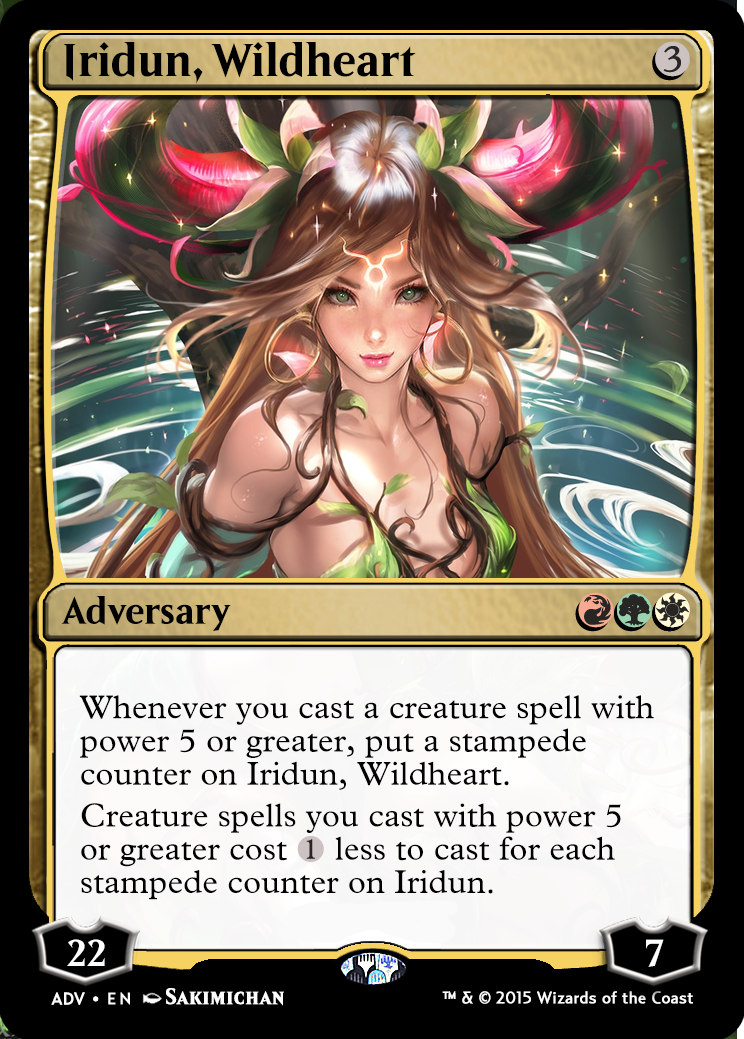 Iridun, Wildheart 3
Adversary
Whenever you cast a creature spell with
power 5 or greater, put a stampede
counter on Iridun, Wildheart.
Creature spells you cast with power 5
or greater cost 1 less to cast for each
stampede counter on Iridun.
22 7
ADV • EN SAKIMICHAN ™ & © 2015 Wizards of the Coast